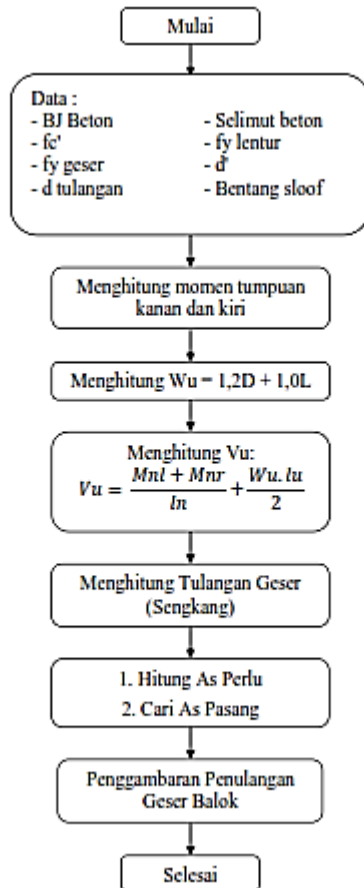 Mulai
Data :
- BJ Beton
- fc'
- fy geser
- d tulangan
- Selimut beton
- fy lentur
- d'
- Bentang sloof
Menghitung momen tumpuan
kanan dan kiri
Menghitung Wu = 1,2D + 1,0L
Menghitung Vu:
Vu = (Mnl + Mnr)/ln + (Wu. lu)/2
Menghitung Tulangan Geser
(Sengkang)
1. Hitung As Perlu
2. Cari As Pasang
Penggambaran Penulangan
Geser Balok
Selesai